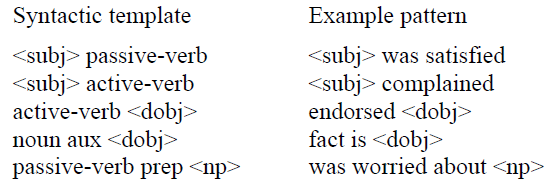 Syntactic template Example pattern
<subj> passive-verb <subj> was satisfied
<subj> active-verb <subj> complained
active-verb <dobj> endorsed <dobj>
noun aux <dobj> fact is <dobj>
passive-verb prep <np> was worried about <np>